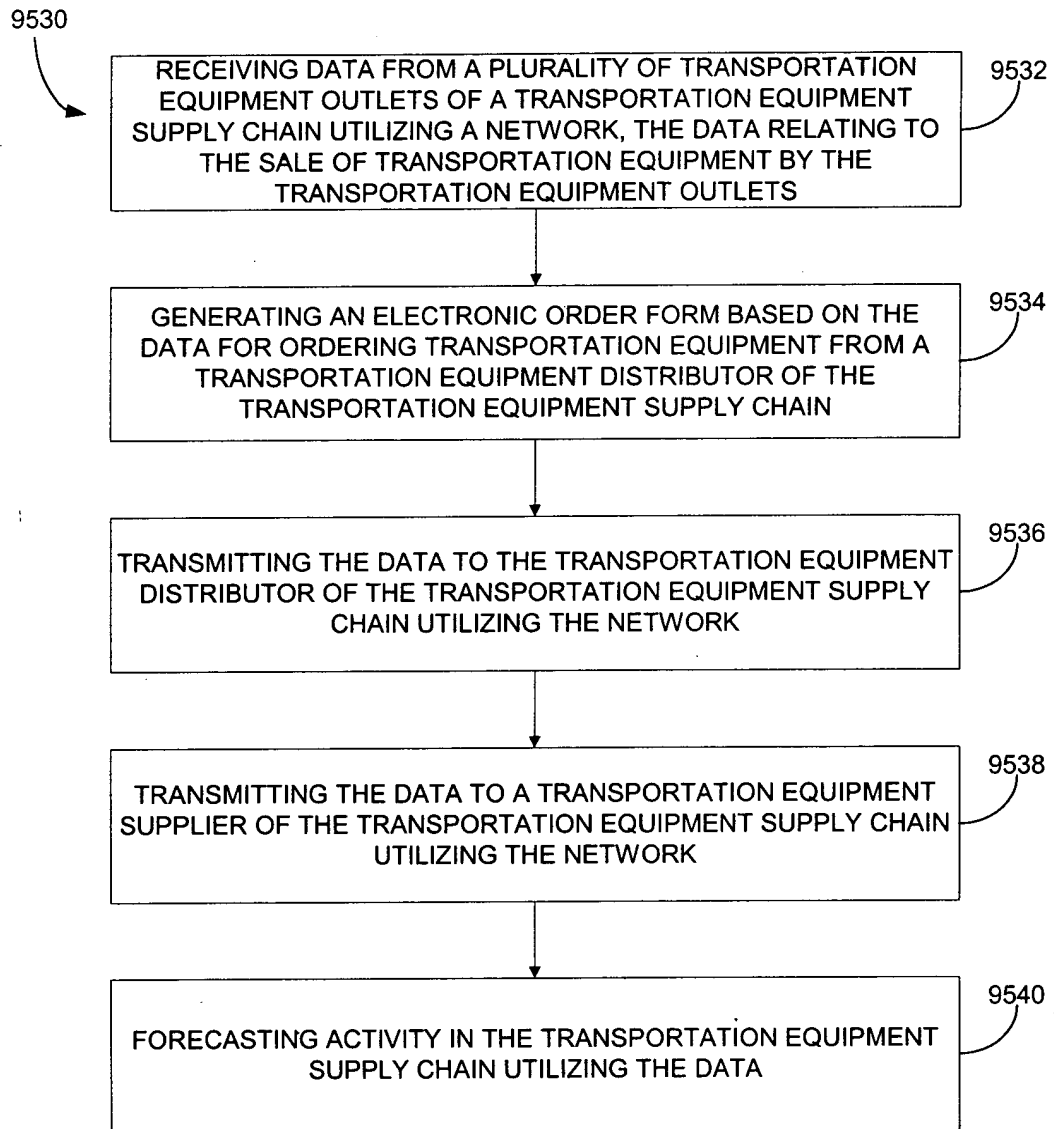 9530
RECEIVING DATA FROM A PLURALITY OF TRANSPORTATION
EQUIPMENT OUTLETS OF A TRANSPORTATION EQUIPMENT
SUPPLY CHAIN UTILIZING A NETWORK, THE DATA RELATING TO
THE SALE OF TRANSPORTATION EQUIPMENT BY THE
TRANSPORTATION EQUIPMENT OUTLETS
9532
GENERATING AN ELECTRONIC ORDER FORM BASED ON THE
DATA FOR ORDERING TRANSPORTATION EQUIPMENT FROM A
TRANSPORTATION EQUIPMENT DISTRIBUTOR OF THE
TRANSPORTATION EQUIPMENT SUPPLY CHAIN
9534
TRANSMITTING THE DATA TO THE TRANSPORTATION EQUIPMENT
DISTRIBUTOR OF THE TRANSPORTATION EQUIPMENT SUPPLY
CHAIN UTILIZING THE NETWORK
9536
TRANSMITTING THE DATA TO A TRANSPORTATION EQUIPMENT
SUPPLIER OF THE TRANSPORTATION EQUIPMENT SUPPLY CHAIN
UTILIZING THE NETWORK
9538
FORECASTING ACTIVITY IN THE TRANSPORTATION EQUIPMENT
SUPPLY CHAIN UTILIZING THE DATA
9540